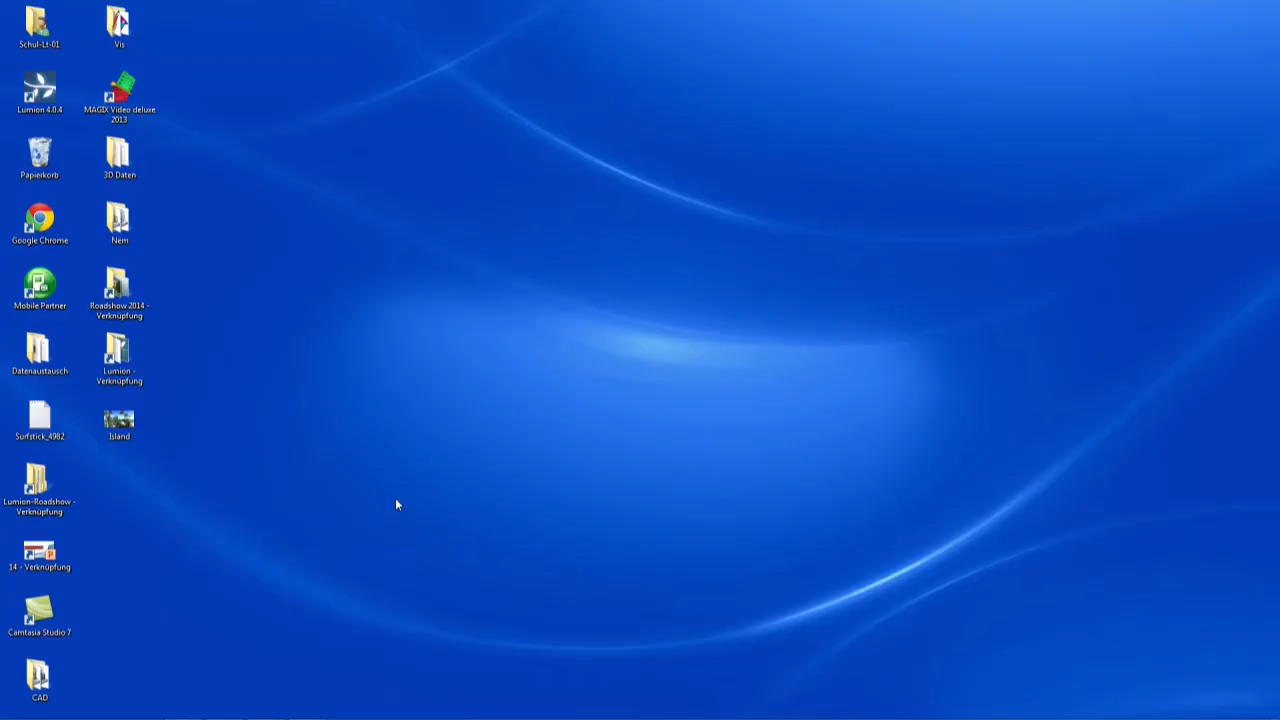 Schul-Lt-01
Lumion 4.0.4
Papierkorb
Google Chrome
Mobile Partner
Datenaustausch
Surfstick_4982
Lumion-Roadshow -
Verknüpfung
14 - Verknüpfung
Camtasia Studio 7
CAD
Vis
MAGIX Video deluxe
2013
3D Daten
Nem
Roadshow 2014 -
Verknüpfung
Lumion -
Verknüpfung
Island